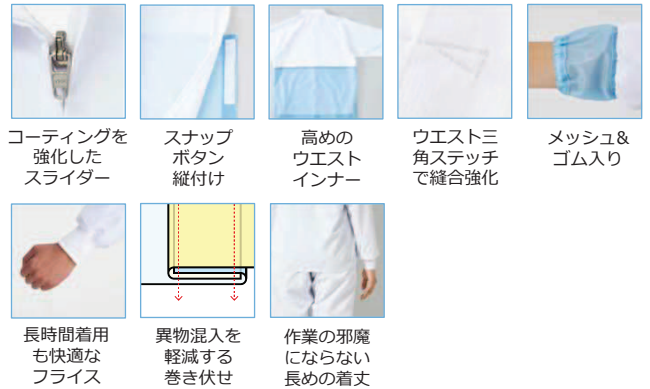 コーティングを
強化した
スライダー
スナップ
ボタン
縦付け
高めの
ウエスト
インナー
ウエスト三
角ステッチ
で縫合強化
メッシュ&
ゴム入り
長時間着用
も快適な
フライス
異物混入を
軽減する
巻き伏せ
作業の邪魔
にならない
長めの着丈